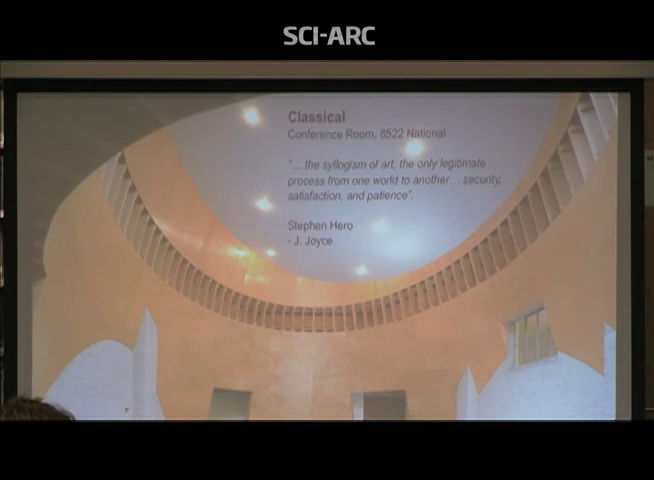 SCI-ARC
Classical
Conference Room, 8522 National
"... the syllogism of art, the only legitimate
process from one world to another... security,
satisfaction, and patience".
Stephen Hero
- J. Joyce